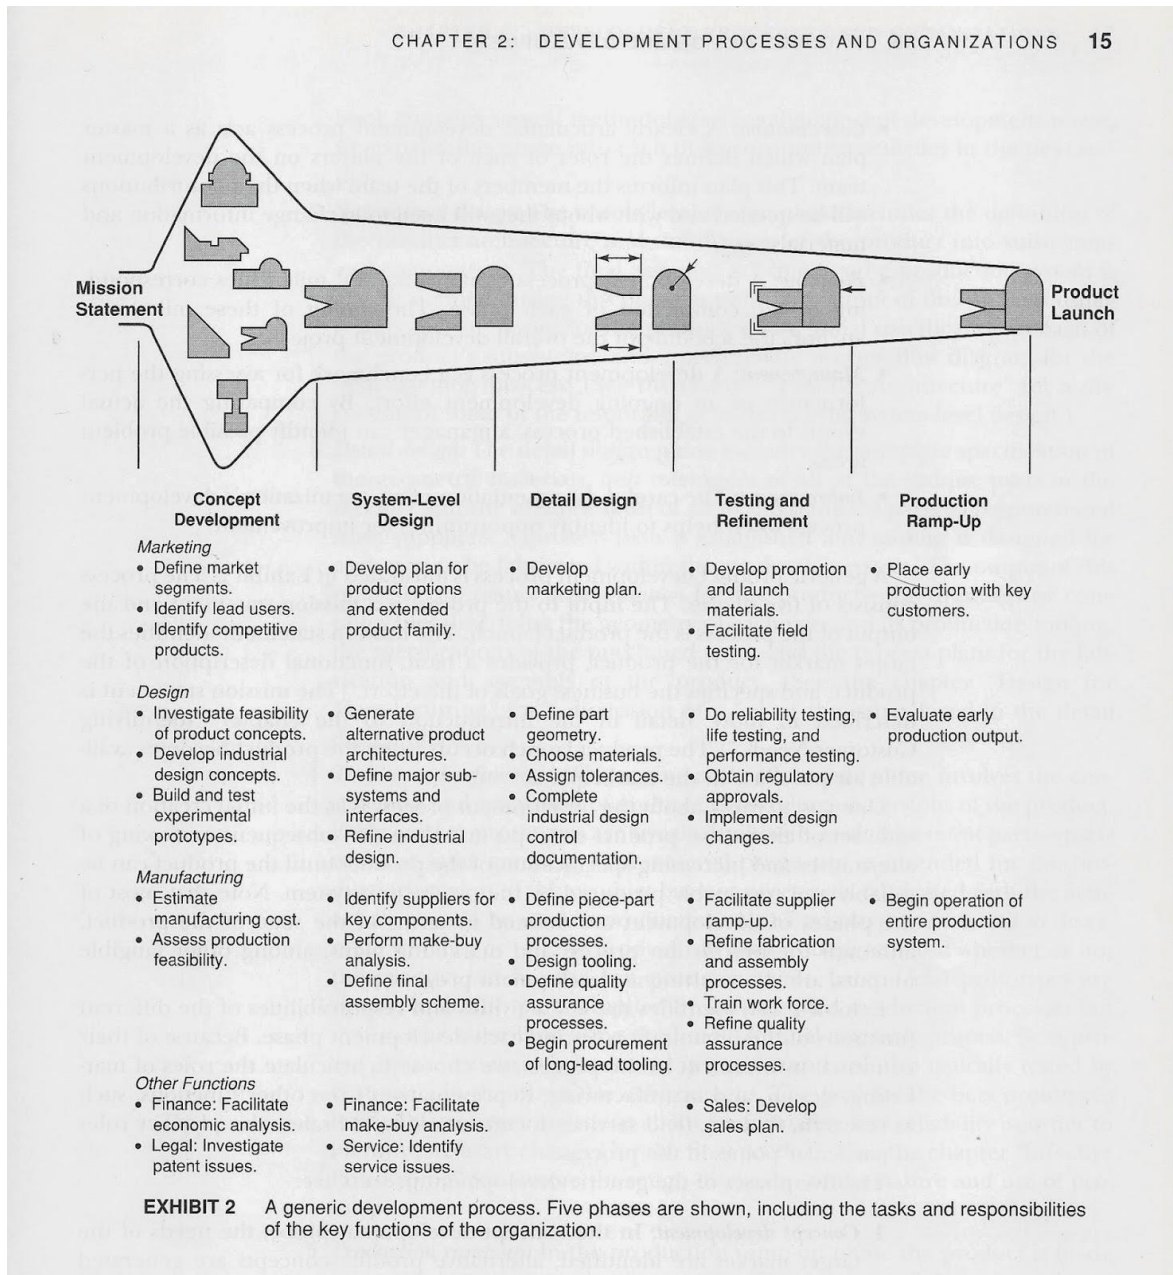 CHAPTER 2: DEVELOPMENT PROCESSES AND ORGANIZATIONS 15
Mission
Statement
Product
Launch
Concept
Development
System-Level
Design
Detail Design
Testing and
Refinement
Production
Ramp-Up
Marketing
• Define market
segments.
• Identify lead users.
• Identify competitive
products.
• Develop plan for
product options
and extended
product family.
• Develop
marketing plan.
• Develop promotion
and launch
materials.
• Facilitate field
testing.
• Place early
production with key
customers.
Design
• Investigate feasibility
of product concepts.
• Develop industrial
design concepts.
• Build and test
experimental
prototypes.
• Generate
alternative product
architectures.
• Define major sub-
systems and
interfaces.
• Refine industrial
design.
• Define part
geometry.
• Choose materials.
• Assign tolerances.
• Complete
industrial design
control
documentation.
• Do reliability testing,
life testing, and
performance testing.
• Obtain regulatory
approvals.
• Implement design
changes.
• Evaluate early
production output.
Manufacturing
• Estimate
manufacturing cost.
• Assess production
feasibility.
• Identify suppliers for
key components.
• Perform make-buy
analysis.
• Define final
assembly scheme.
• Define piece-part
production
processes.
• Design tooling.
• Define quality
assurance
processes.
• Begin procurement
of long-lead tooling.
• Facilitate supplier
ramp-up.
• Refine fabrication
and assembly
processes.
• Train work force.
• Refine quality
assurance
processes.
• Begin operation of
entire production
system.
Other Functions
• Finance: Facilitate
economic analysis.
• Legal: Investigate
patent issues.
• Finance: Facilitate
make-buy analysis.
• Service: Identify
service issues.
• Sales: Develop
sales plan.
EXHIBIT 2 A generic development process. Five phases are shown, including the tasks and responsibilities
of the key functions of the organization.